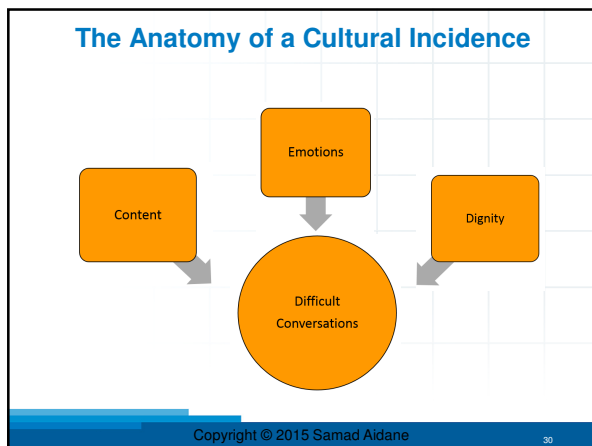 The Anatomy of a Cultural Incidence
Emotions
Content
Dignity
Difficult
Conversations
Copyright © 2015 Samad Aidane
30